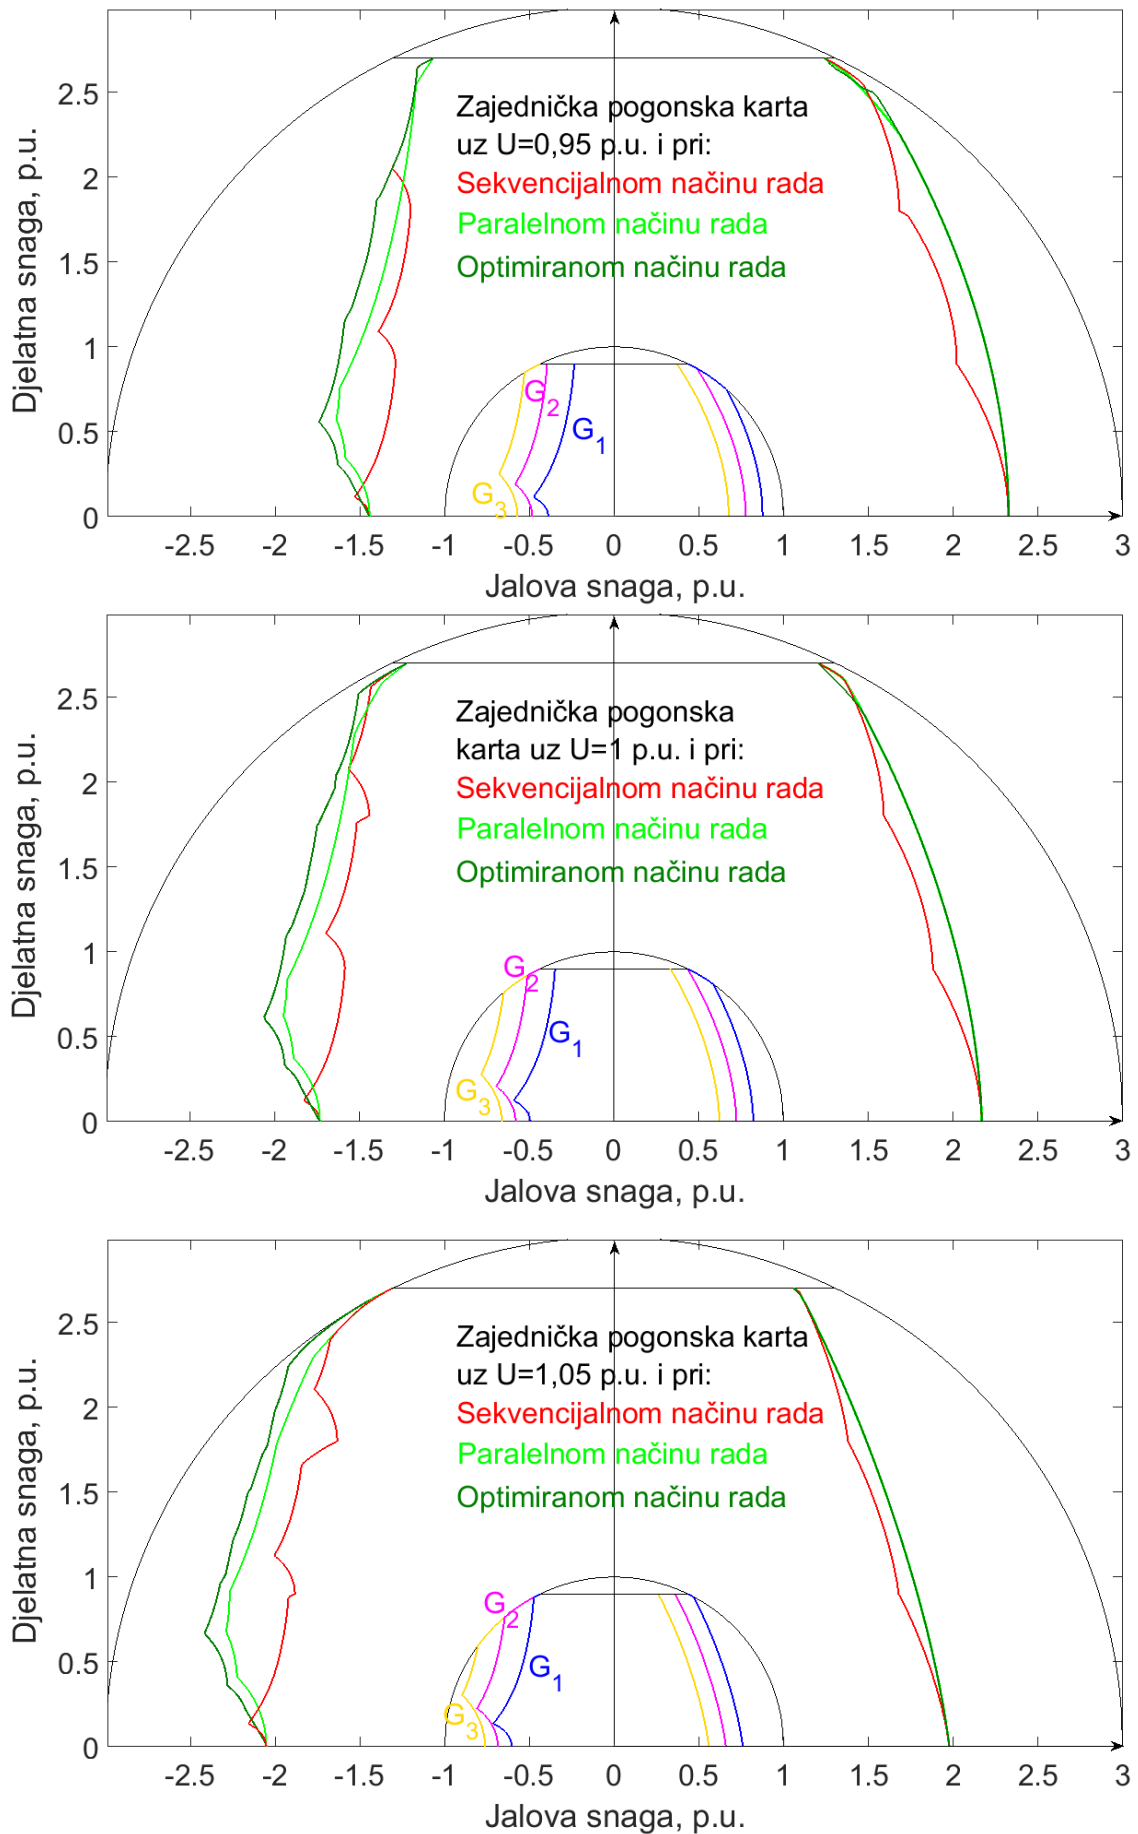 2.5
2
1.5
1
0.5
0
Djelatna snaga, p.u.
Zajednička pogonska karta
uz U=0,95 p.u. i pri:
Sekvencijalnom načinu rada
Paralelnom načinu rada
Optimiranom načinu rada
G2
G1
G3
-2.5 -2 -1.5 -1 -0.5 0 0.5 1 1.5 2 2.5 3
Jalova snaga, p.u.
2.5
2
1.5
1
0.5
0
Djelatna snaga, p.u.
Zajednička pogonska
karta uz U=1 p.u. i pri:
Sekvencijalnom načinu rada
Paralelnom načinu rada
Optimiranom načinu rada
G2
G1
G3
-2.5 -2 -1.5 -1 -0.5 0 0.5 1 1.5 2 2.5 3
Jalova snaga, p.u.
2.5
2
1.5
1
0.5
0
Djelatna snaga, p.u.
Zajednička pogonska karta
uz U=1,05 p.u. i pri:
Sekvencijalnom načinu rada
Paralelnom načinu rada
Optimiranom načinu rada
G2
G1
G3
-2.5 -2 -1.5 -1 -0.5 0 0.5 1 1.5 2 2.5 3
Jalova snaga, p.u.